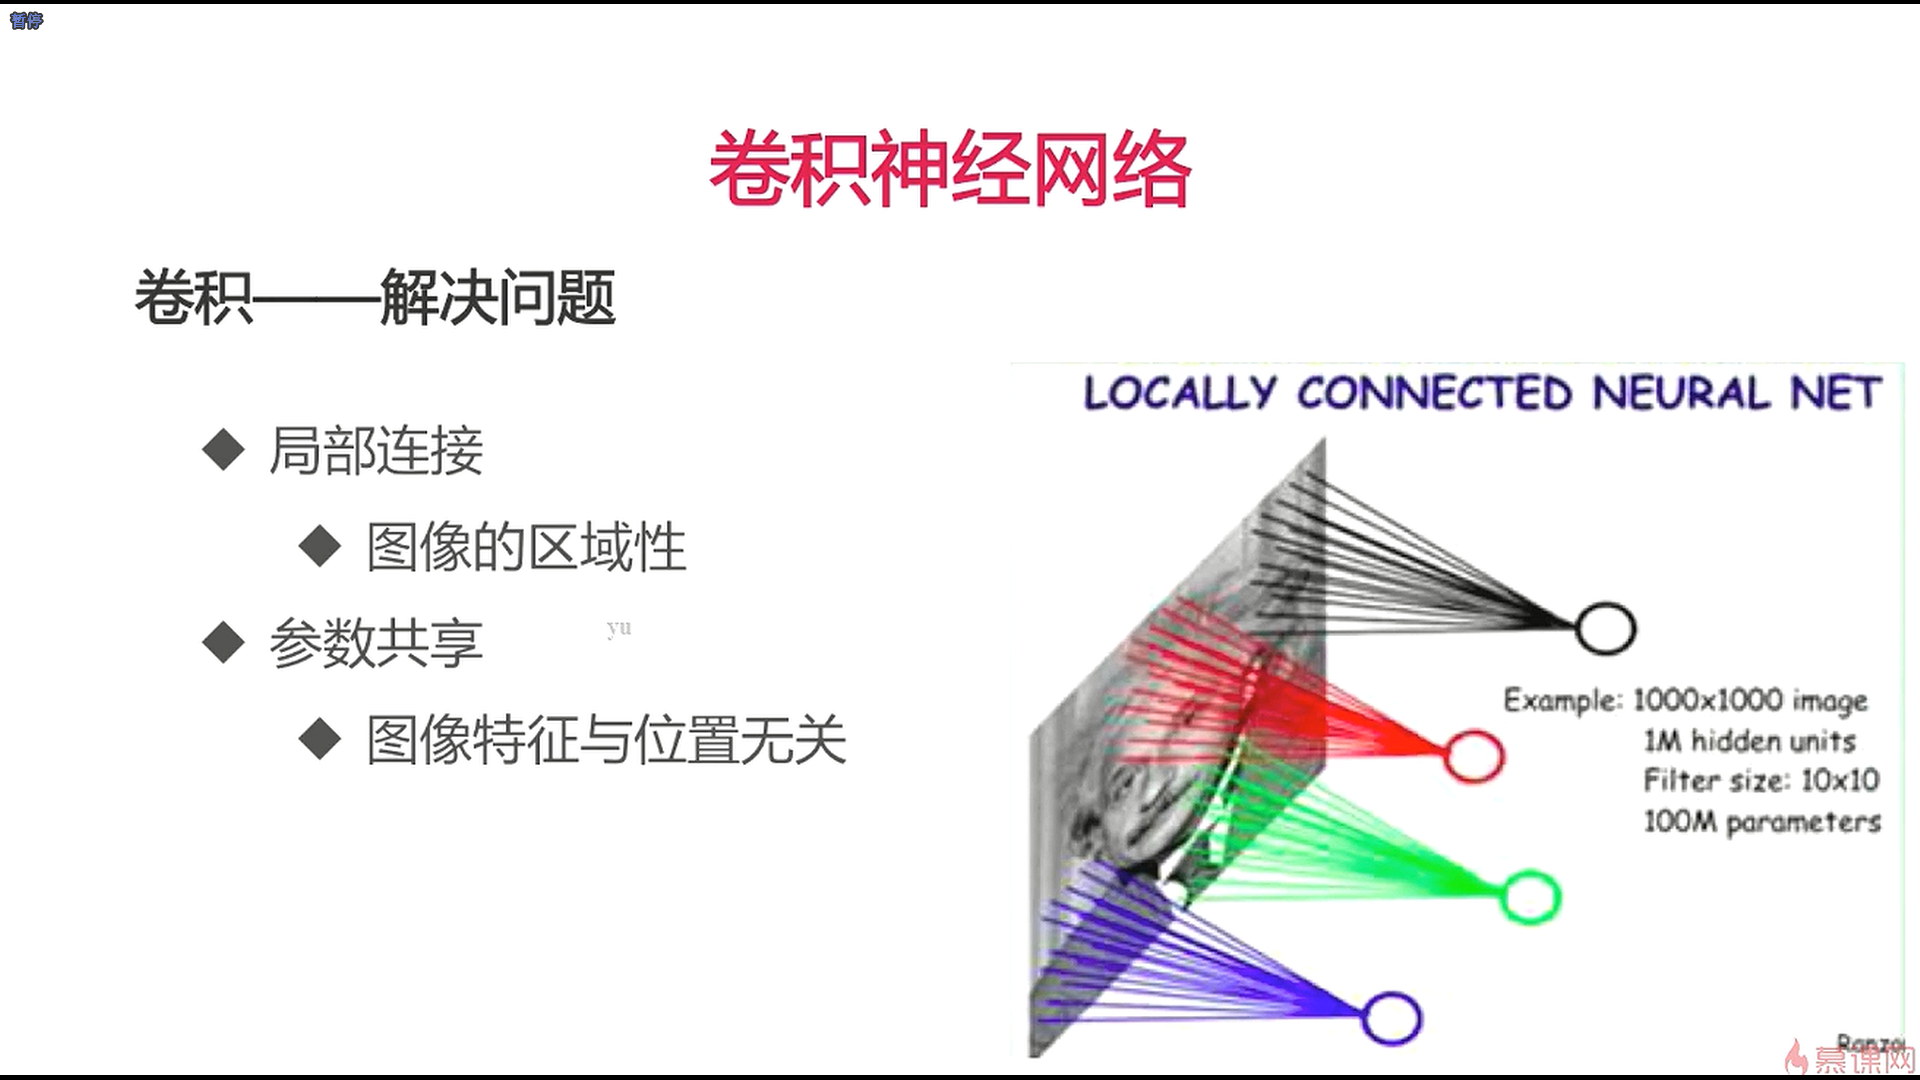 暂停
卷积神经网络
卷积——解决问题
LOCALLY CONNECTED NEURAL NET
局部连接
图像的区域性
参数共享
yu
图像特征与位置无关
Example: 1000x1000 image
1M hidden units
Filter size: 10x10
100M parameters
慕课网